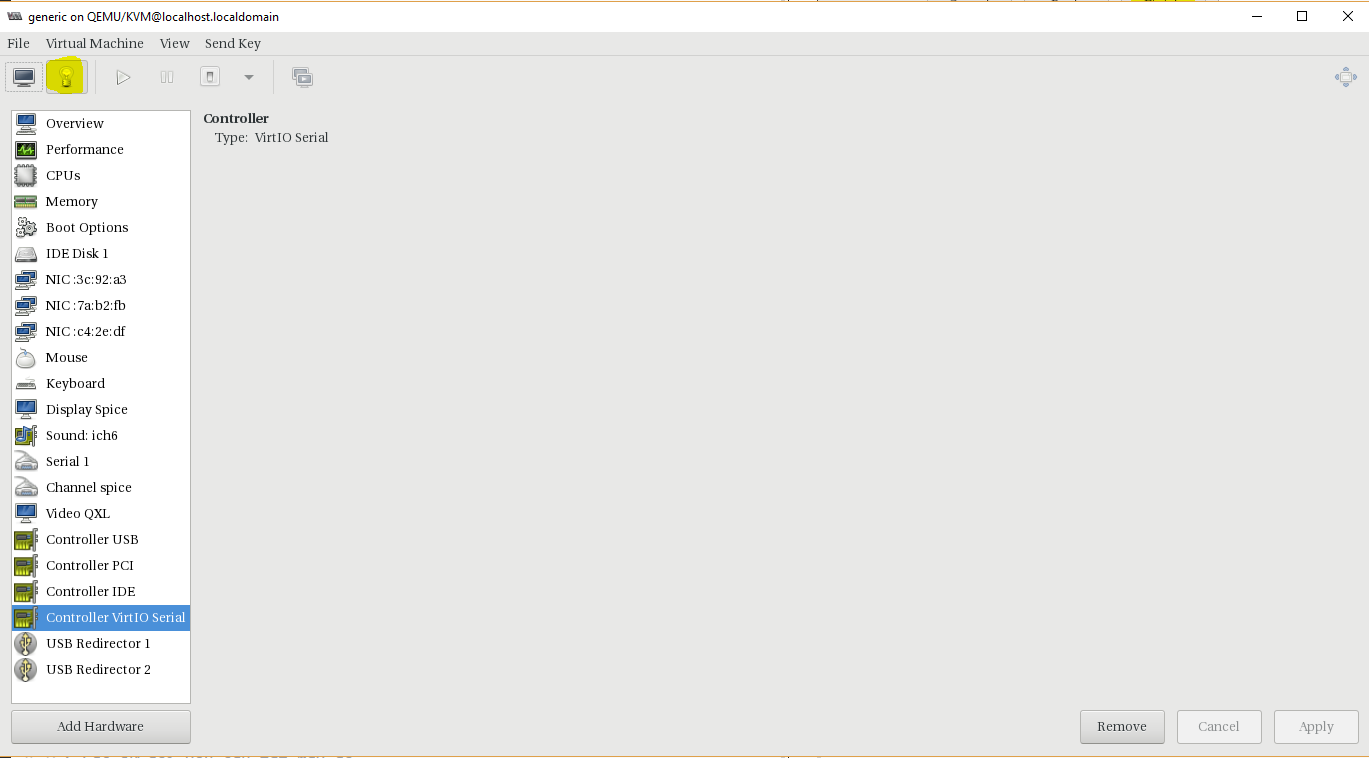 generic on QEMU/KVM@localhost.localdomain
File Virtual Machine View Send Key
Overview
Performance
CPUs
Memory
Boot Options
IDE Disk 1
NIC :3c:92:a3
NIC :7a:b2:fb
NIC :c4:2e:df
Mouse
Keyboard
Display Spice
Sound: ich6
Serial 1
Channel spice
Video QXL
Controller USB
Controller PCI
Controller IDE
Controller VirtIO Serial
USB Redirector 1
USB Redirector 2
Add Hardware
Controller
Type: VirtIO Serial
Remove Cancel Apply